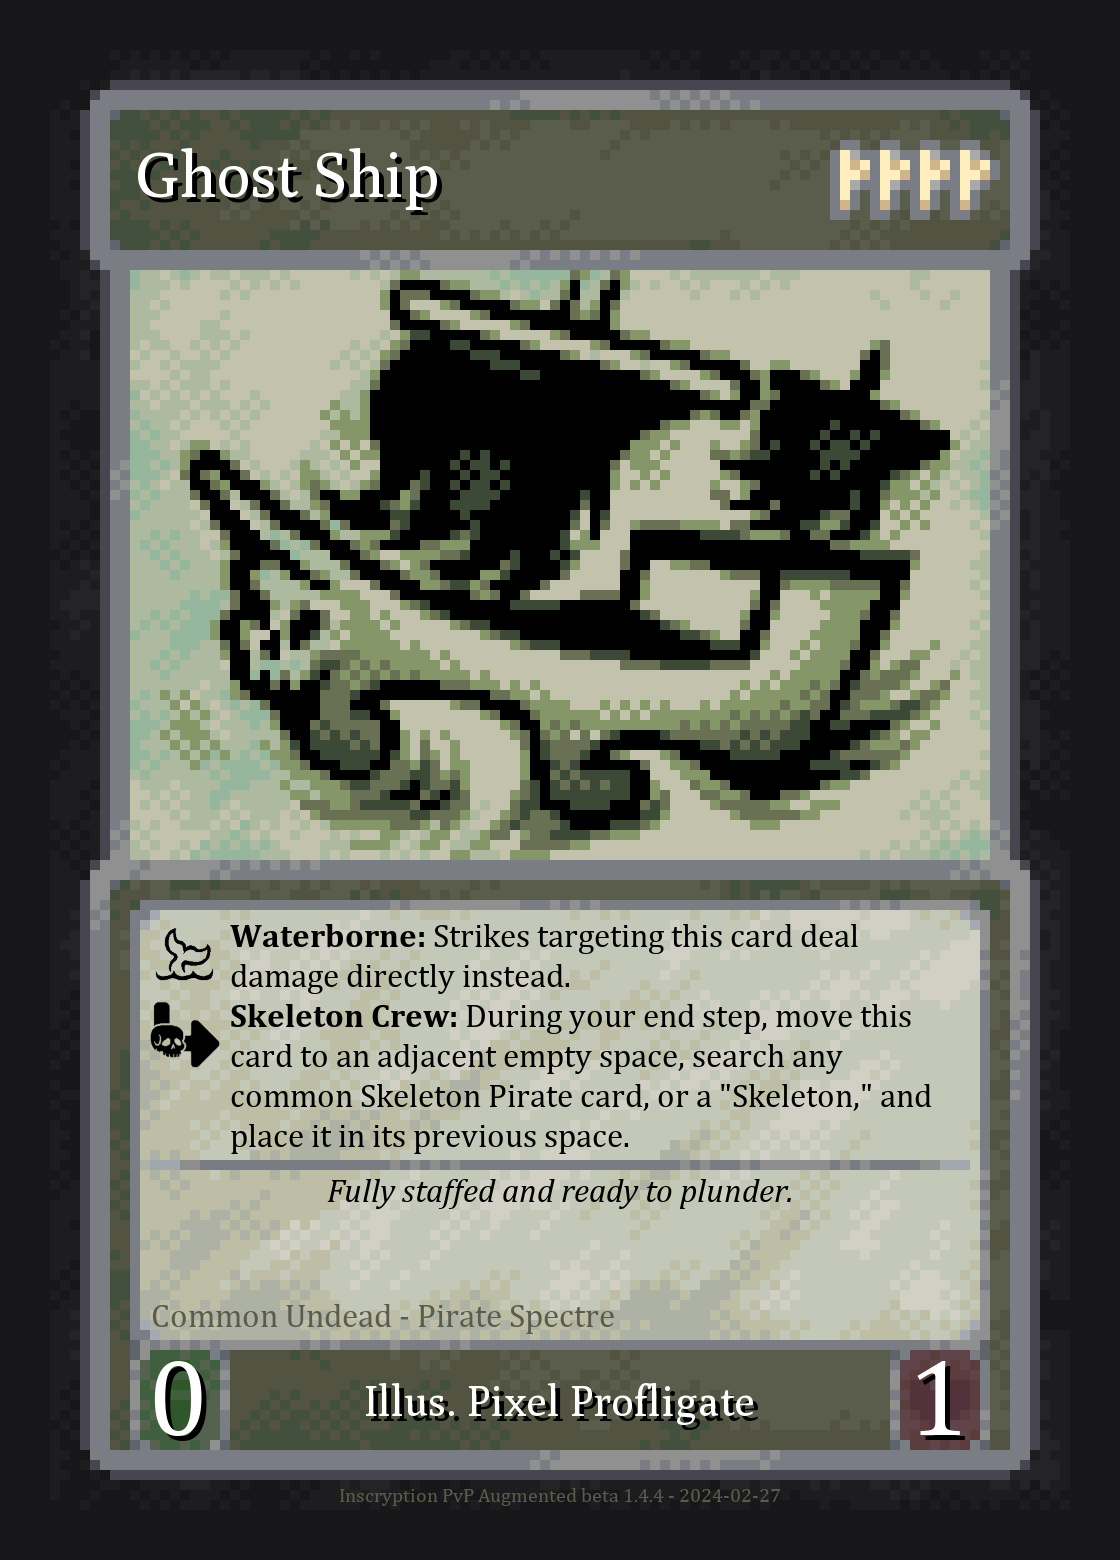 Ghost Ship
Waterborne: Strikes targeting this card deal
damage directly instead.
Skeleton Crew: During your end step, move this
card to an adjacent empty space, search any
common Skeleton Pirate card, or a "Skeleton," and
place it in its previous space.
Fully staffed and ready to plunder.
Common Undead - Pirate Spectre
0
Illus. Pixel Profligate
1
Inscryption PvP Augmented beta 1.4.4 - 2024-02-27